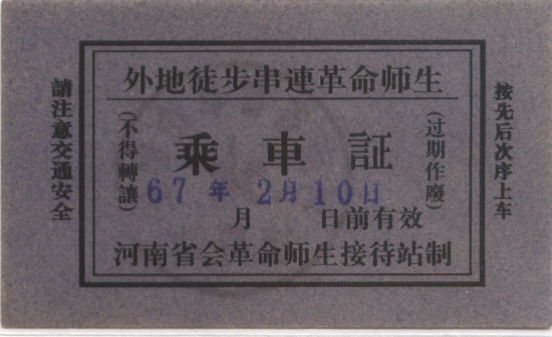 外地徒步串連革命师生
(不得轉讓)
乘車証
(过期作廢)
67年 2月10日
月 日前有效
河南省会革命师生接待站制
請注意交通安全
按先后次序上车